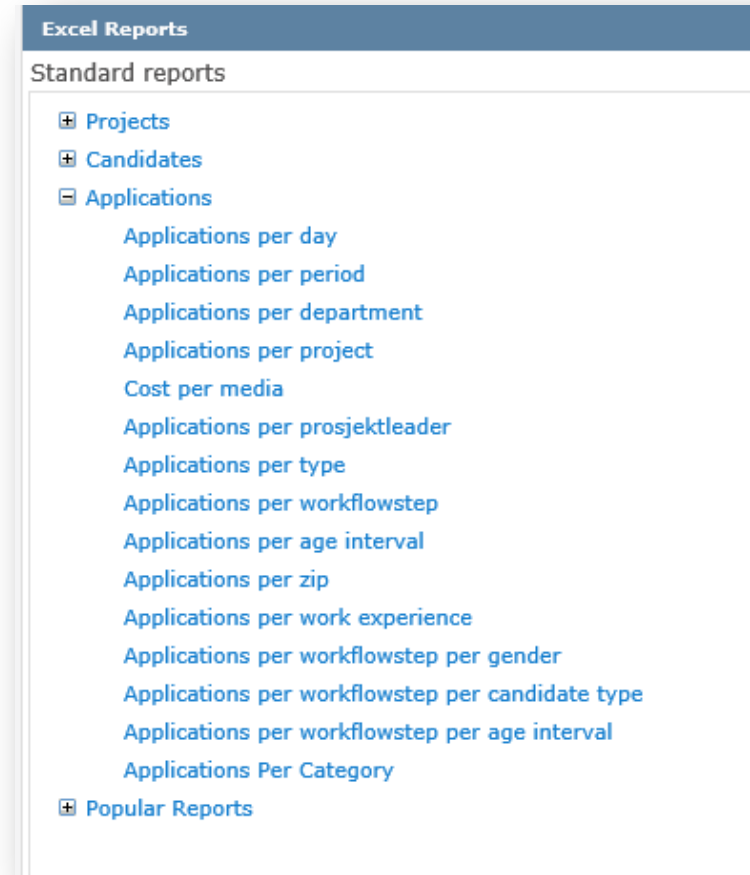 Excel Reports
Standard reports
Projects
Candidates
Applications
Applications per day
Applications per period
Applications per department
Applications per project
Cost per media
Applications per prosjektleader
Applications per type
Applications per workflowstep
Applications per age interval
Applications per zip
Applications per work experience
Applications per workflowstep per gender
Applications per workflowstep per candidate type
Applications per workflowstep per age interval
Applications Per Category
Popular Reports